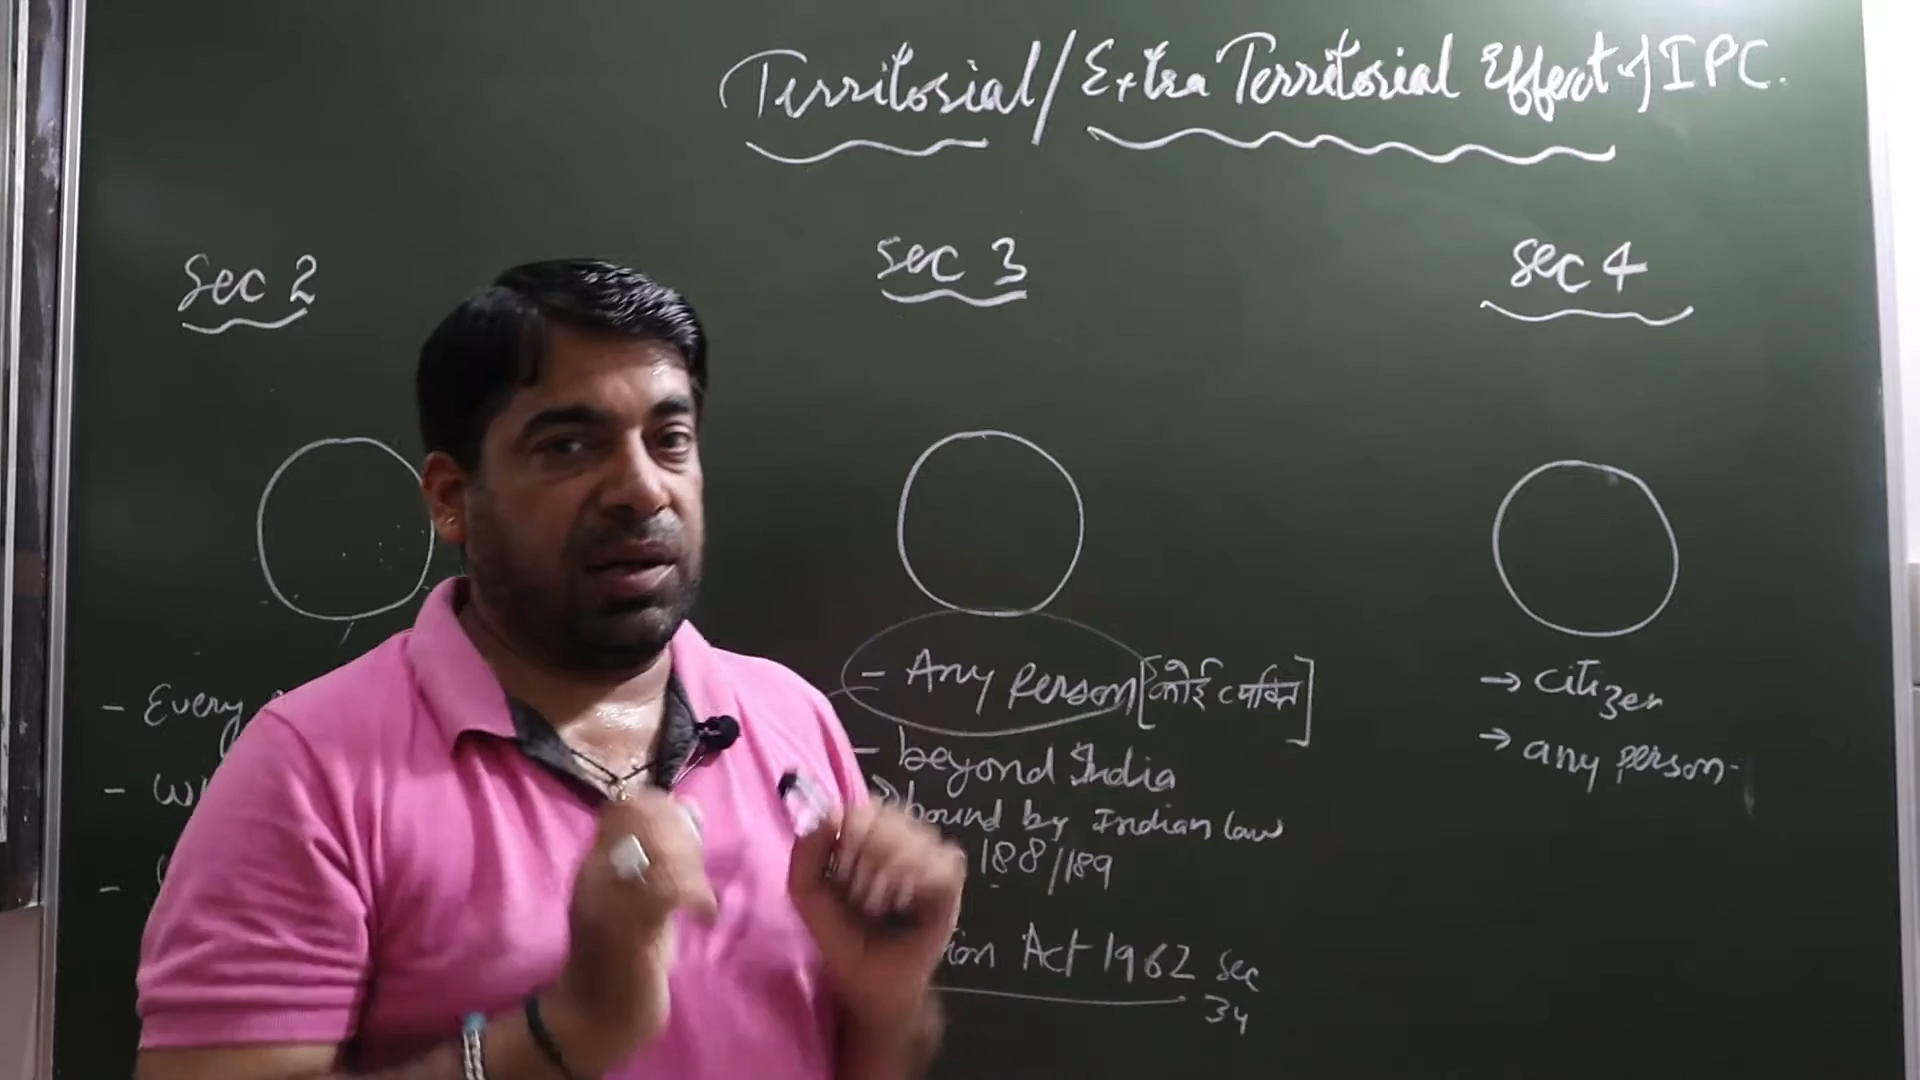 Territorial/Extra Territorial Effect of IPC.
Sec 2
Sec 3
Sec 4
- Every
- Any Person [कोई व्यक्ति]
- beyond India
bound by Indian law
188/189
Act 1962 sec
34
→ citizen
→ any person-